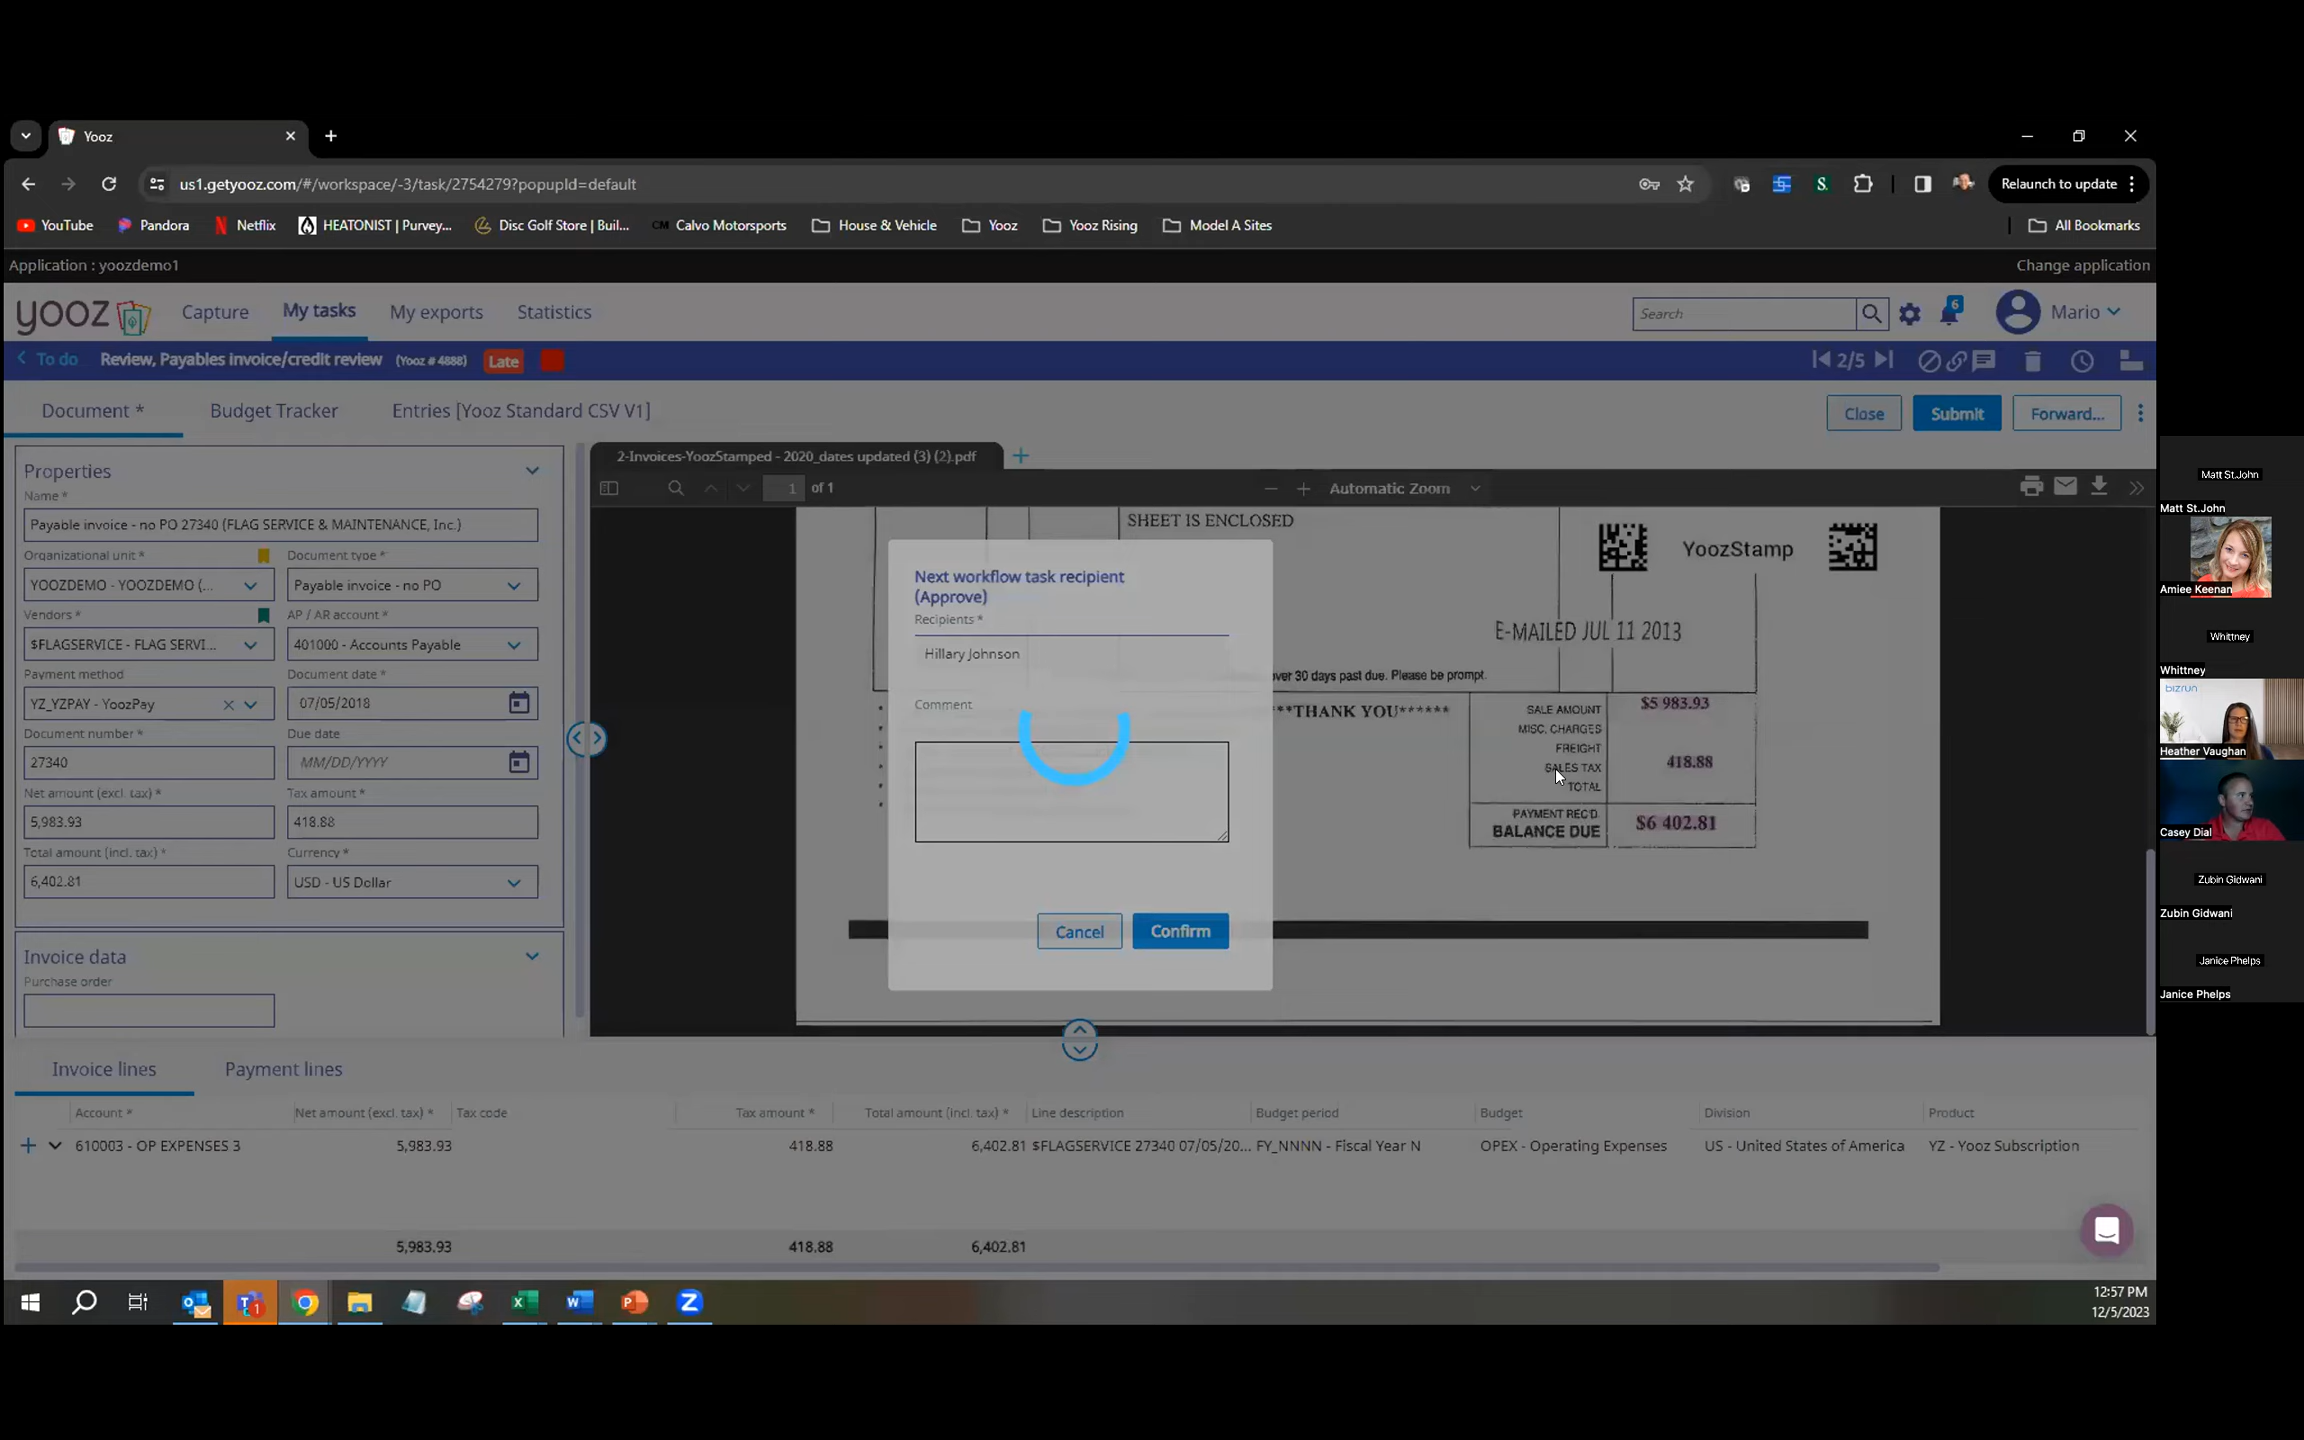 Yooz
us1.getyooz.com/#/workspace/-3/task/2754279?popupId=default
Relaunch to update
YouTube
Pandora
Netflix
HEATONIST | Purvey...
Disc Golf Store | Buil...
CM Calvo Motorsports
House & Vehicle
Yooz
Yooz Rising
Model A Sites
All Bookmarks
Application : yoozdemo1
Change application
yooz
Capture
My tasks
My exports
Statistics
Search
6
Mario
To do
Review, Payables invoice/credit review
(Yooz # 4888)
Late
2/5
Document *
Budget Tracker
Entries [Yooz Standard CSV V1]
Close
Submit
Forward...
Properties
Name *
Payable invoice - no PO 27340 (FLAG SERVICE & MAINTENANCE, Inc.)
Organizational unit *
Document type *
YOOZDEMO - YOOZDEMO (...
Payable invoice - no PO
Vendors *
AP / AR account *
$FLAGSERVICE - FLAG SERVI...
401000 - Accounts Payable
Payment method
Document date *
YZ_YZPAY - YoozPay
07/05/2018
Document number *
Due date
27340
MM/DD/YYYY
Net amount (excl. tax) *
Tax amount *
5,983.93
418.88
Total amount (incl. tax) *
Currency *
6,402.81
USD - US Dollar
Invoice data
Purchase order
2-Invoices-YoozStamped - 2020_dates updated (3) (2).pdf
1 of 1
Automatic Zoom
SHEET IS ENCLOSED
YoozStamp
E-MAILED JUL 11 2013
over 30 days past due. Please be prompt.
**THANK YOU******
SALE AMOUNT
$5 983.93
MISC. CHARGES
FREIGHT
SALES TAX
418.88
TOTAL
PAYMENT REC'D
BALANCE DUE
$6 402.81
Next workflow task recipient
(Approve)
Recipients *
Hillary Johnson
Comment
Cancel
Confirm
Invoice lines
Payment lines
Account *
Net amount (excl. tax) *
Tax code
Tax amount *
Total amount (incl. tax) *
Line description
Budget period
Budget
Division
Product
610003 - OP EXPENSES 3
5,983.93
418.88
6,402.81
$FLAGSERVICE 27340 07/05/20...
FY_NNNN - Fiscal Year N
OPEX - Operating Expenses
US - United States of America
YZ - Yooz Subscription
5,983.93
418.88
6,402.81
12:57 PM
12/5/2023
Matt St.John
Matt St.John
Amiee Keenan
Whittney
Whittney
bizrun
Heather Vaughan
Casey Dial
Zubin Gidwani
Zubin Gidwani
Janice Phelps
Janice Phelps